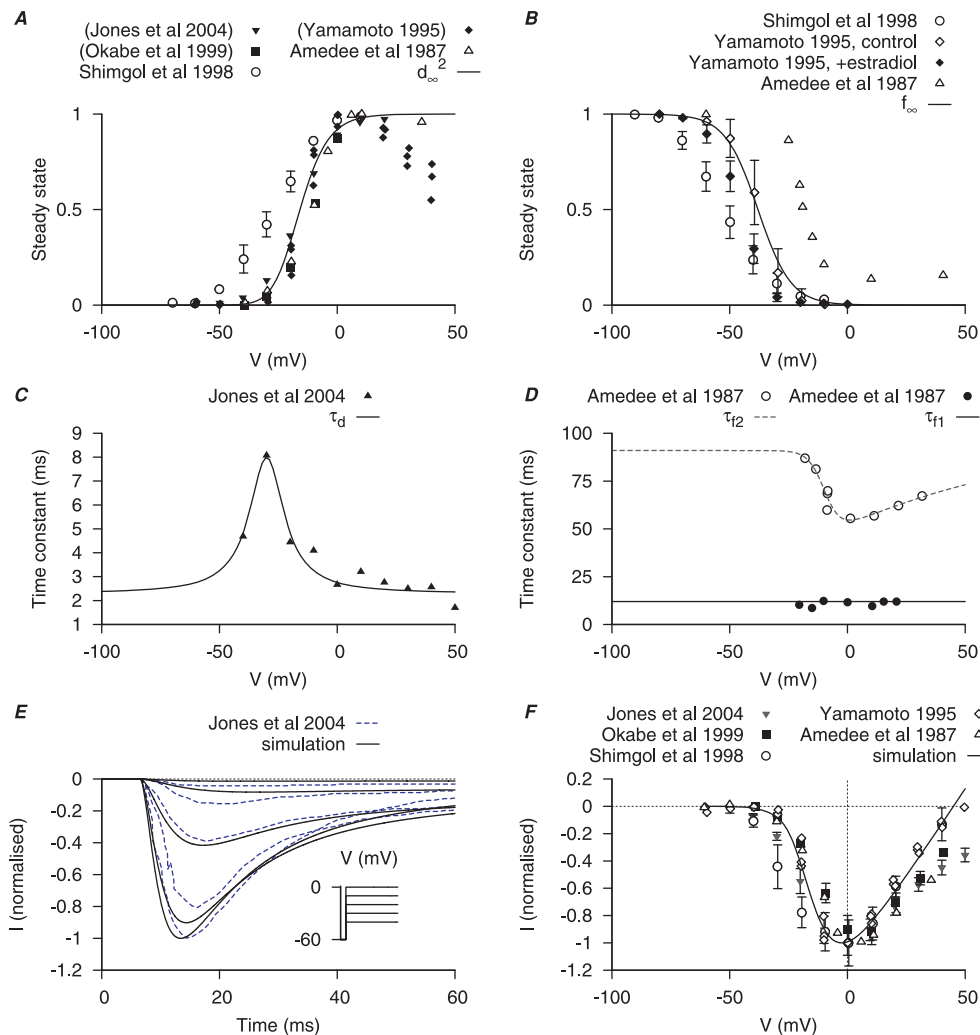 A
(Jones et al 2004) (Yamamoto 1995)
(Okabe et al 1999) Amedee et al 1987
Shimgol et al 1998 d∞²
Steady state
1
0.5
0
-100 -50 0 50
V (mV)
B
Shimgol et al 1998
Yamamoto 1995, control
Yamamoto 1995, +estradiol
Amedee et al 1987
f∞
Steady state
1
0.5
0
-100 -50 0 50
V (mV)
C
Jones et al 2004
τd
Time constant (ms)
9
8
7
6
5
4
3
2
1
-100 -50 0 50
V (mV)
D
Amedee et al 1987 Amedee et al 1987
τf2 τf1
Time constant (ms)
100
75
50
25
0
-100 -50 0 50
V (mV)
E
Jones et al 2004
simulation
I (normalised)
0
-0.2
-0.4
-0.6
-0.8
-1
-1.2
V (mV)
0
-60
0 10 20 30 40 50 60
Time (ms)
F
Jones et al 2004 Yamamoto 1995
Okabe et al 1999 Amedee et al 1987
Shimgol et al 1998 simulation
I (normalised)
0.2
0
-0.2
-0.4
-0.6
-0.8
-1
-1.2
-100 -50 0 50
V (mV)